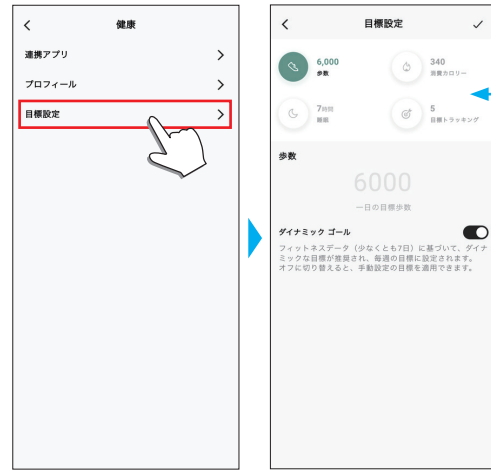 健康
連携アプリ
プロフィール
目標設定
目標設定
6,000
歩数
340
消費カロリー
7時間
睡眠
5
目標トラッキング
歩数
6000
一日の目標歩数
ダイナミック ゴール
フィットネスデータ（少なくとも7日）に基づいて、ダイナ
ミックな目標が推奨され、毎週の目標に設定されます。
オフに切り替えると、手動設定の目標を適用できます。